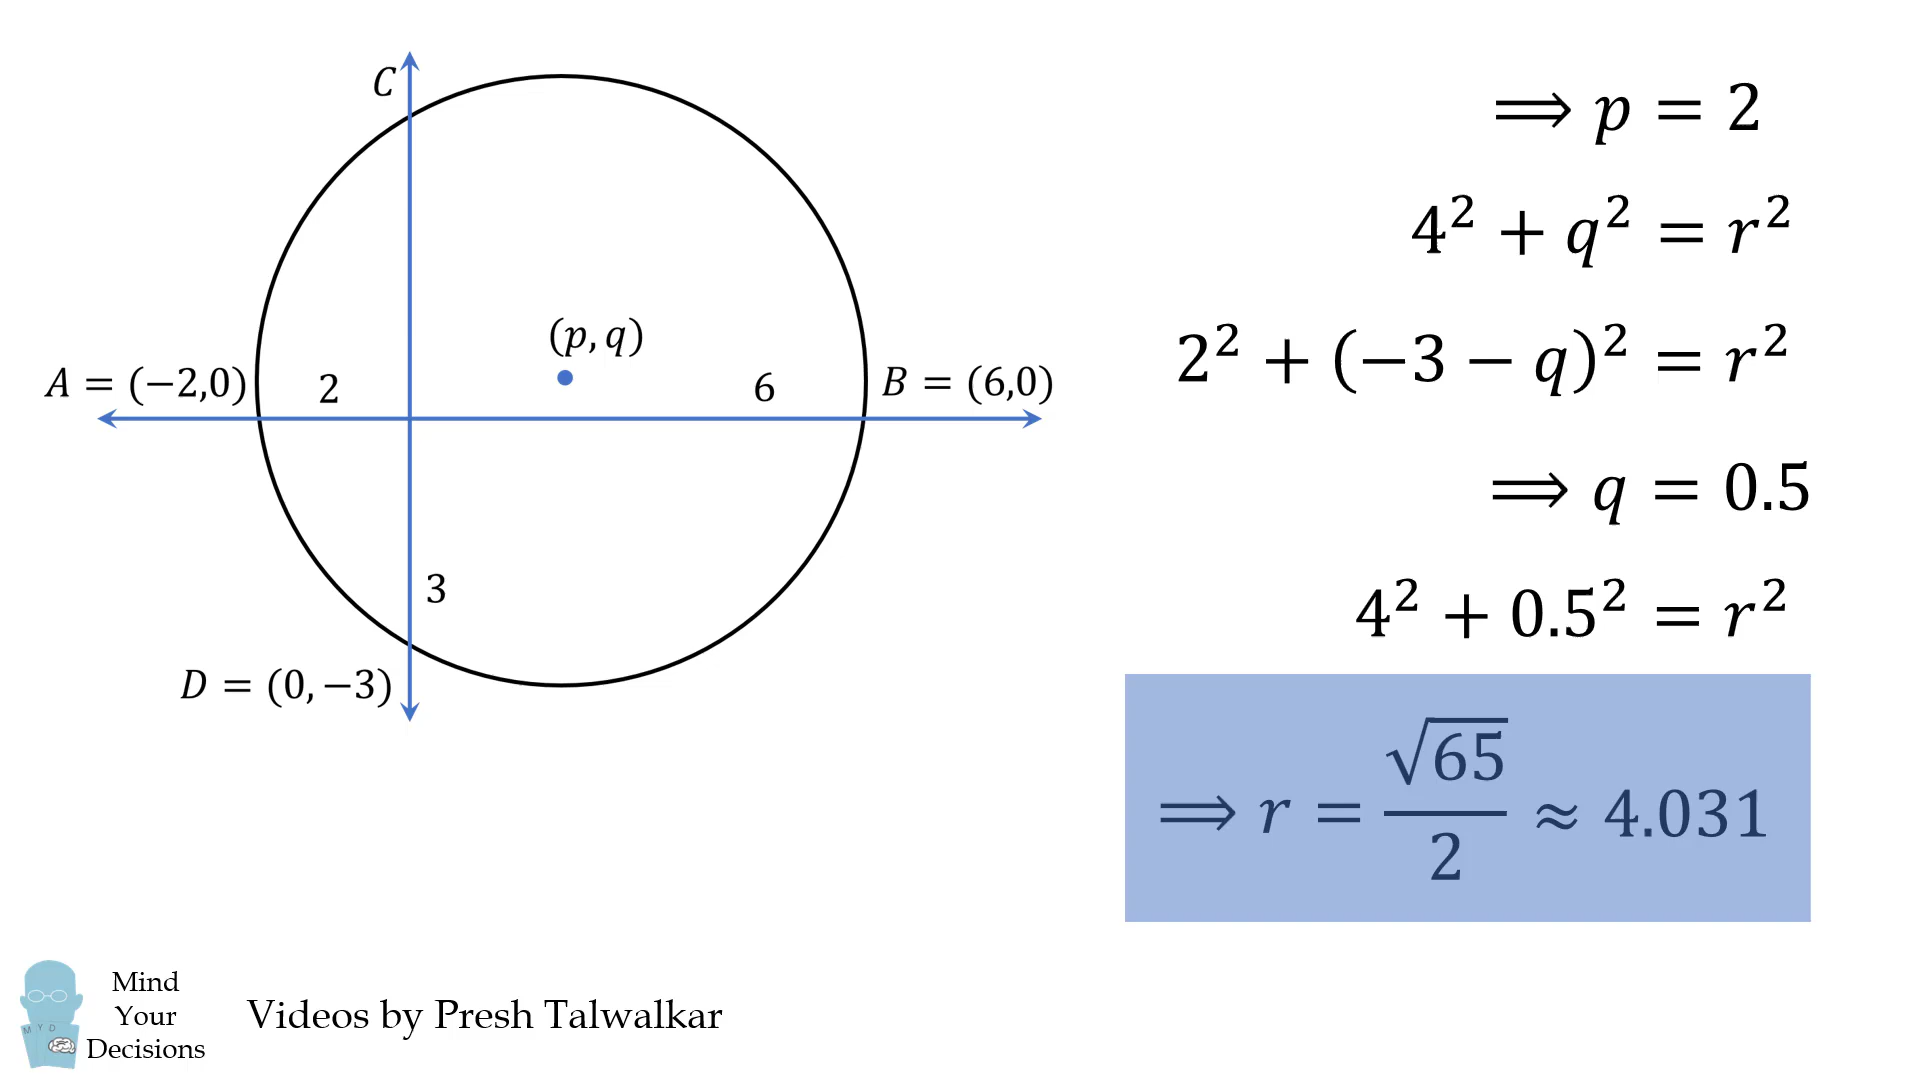 C
(p, q)
A = (−2,0)
2
6
B = (6,0)
3
D = (0, −3)
⟹ p = 2
4² + q² = r²
2² + (−3 − q)² = r²
⟹ q = 0.5
4² + 0.5² = r²
⟹ r = √65/2 ≈ 4.031
M Y D
Mind
Your
Decisions
Videos by Presh Talwalkar